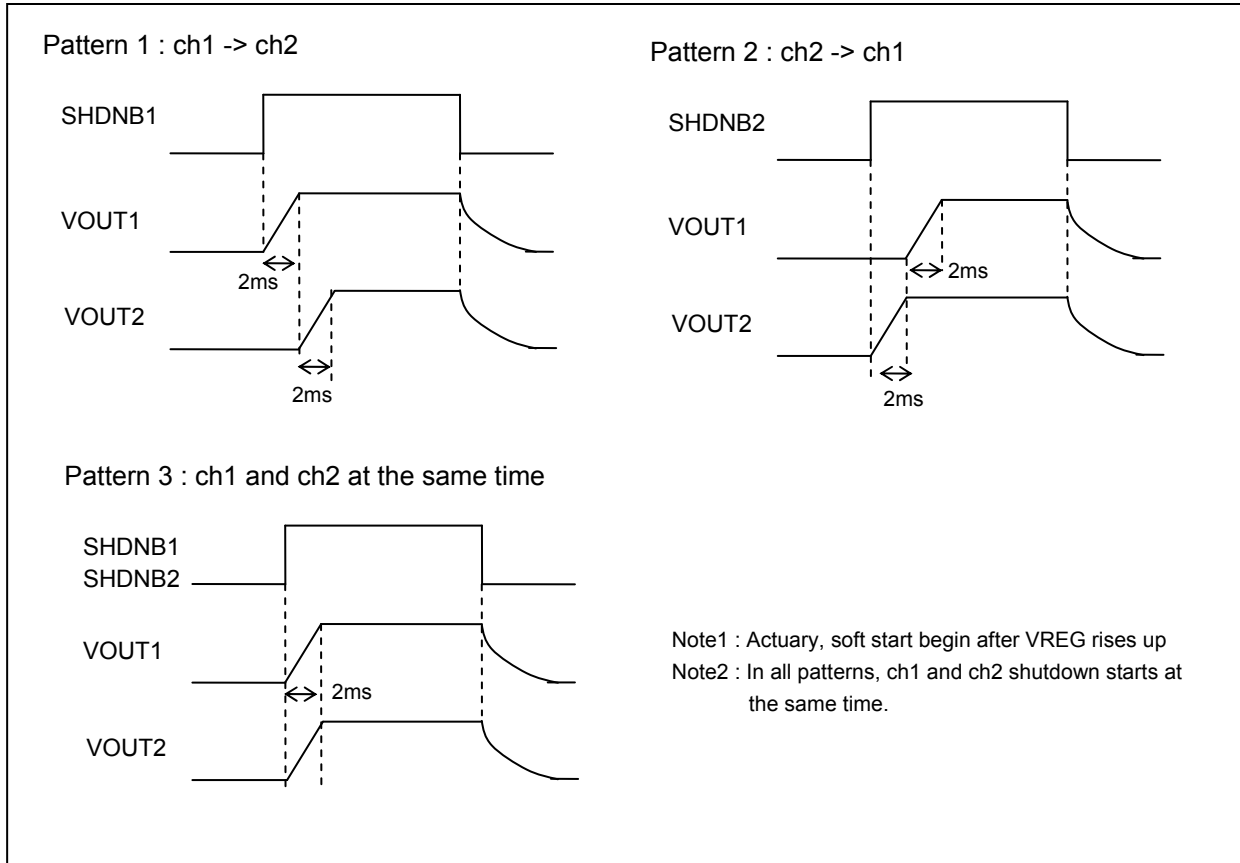 Pattern 1 : ch1 -> ch2
SHDNB1
VOUT1
2ms
VOUT2
2ms
Pattern 2 : ch2 -> ch1
SHDNB2
VOUT1
2ms
VOUT2
2ms
Pattern 3 : ch1 and ch2 at the same time
SHDNB1
SHDNB2
VOUT1
2ms
VOUT2
Note1 : Actuary, soft start begin after VREG rises up
Note2 : In all patterns, ch1 and ch2 shutdown starts at
the same time.